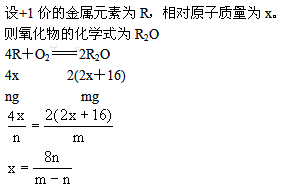 设+1 价的金属元素为 R，相对原子质量为 x。
则氧化物的化学式为 R₂O
4R＋O₂══2R₂O
4x 2(2x＋16)
ng mg
4x/n = 2(2x+16)/m
x = 8n/(m－n)